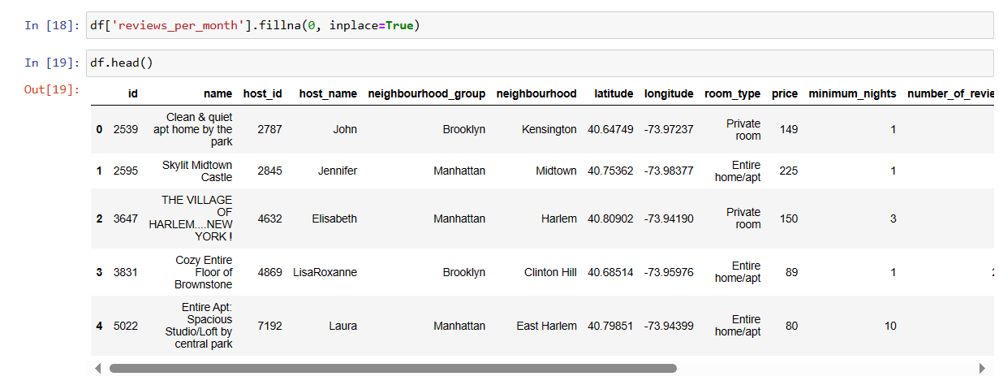 In [18]: df['reviews_per_month'].fillna(0, inplace=True)
In [19]: df.head()
Out[19]:
id name host_id host_name neighbourhood_group neighbourhood latitude longitude room_type price minimum_nights number_of_revie
0 2539 Clean & quiet apt home by the park 2787 John Brooklyn Kensington 40.64749 -73.97237 Private room 149 1
1 2595 Skylit Midtown Castle 2845 Jennifer Manhattan Midtown 40.75362 -73.98377 Entire home/apt 225 1
2 3647 THE VILLAGE OF HARLEM....NEW YORK ! 4632 Elisabeth Manhattan Harlem 40.80902 -73.94190 Private room 150 3
3 3831 Cozy Entire Floor of Brownstone 4869 LisaRoxanne Brooklyn Clinton Hill 40.68514 -73.95976 Entire home/apt 89 1
4 5022 Entire Apt: Spacious Studio/Loft by central park 7192 Laura Manhattan East Harlem 40.79851 -73.94399 Entire home/apt 80 10